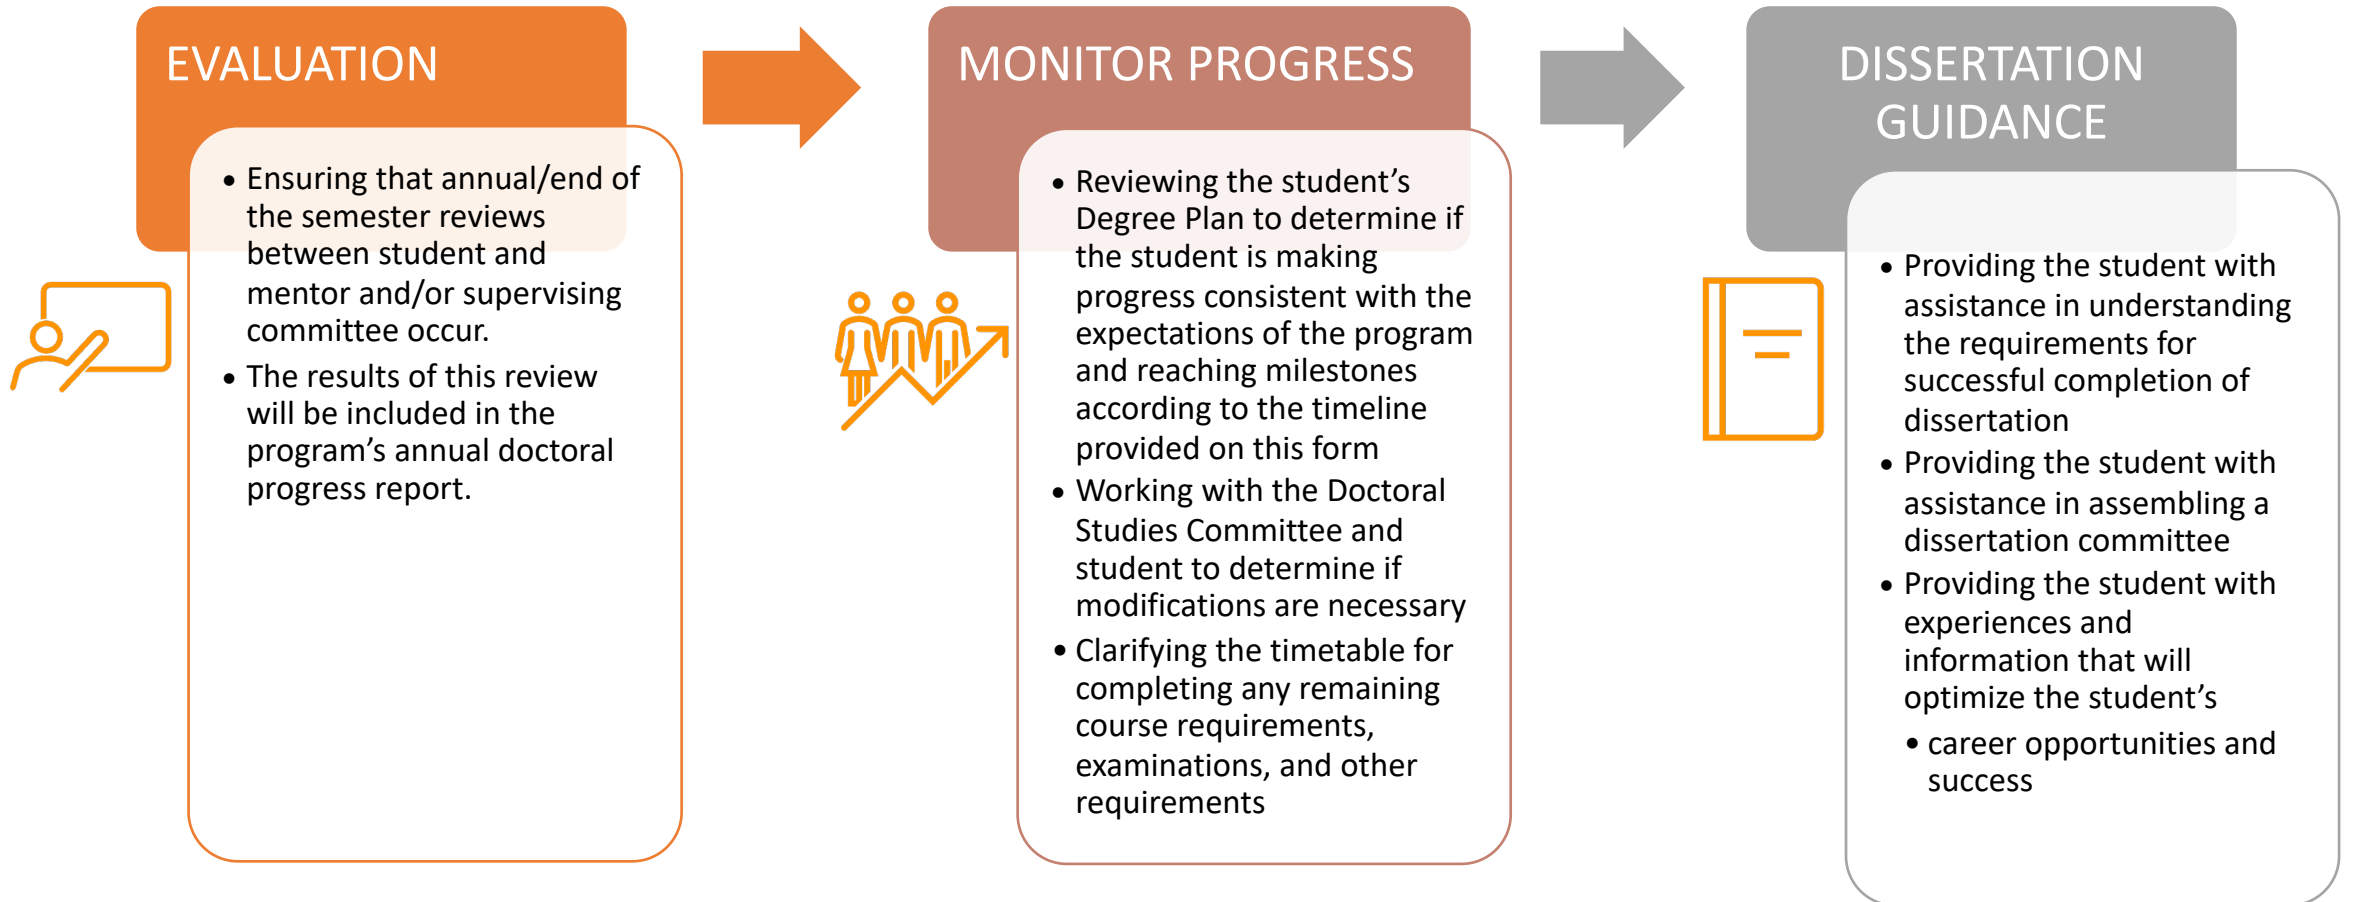 EVALUATION
• Ensuring that annual/end of
the semester reviews
between student and
mentor and/or supervising
committee occur.
• The results of this review
will be included in the
program’s annual doctoral
progress report.
MONITOR PROGRESS
• Reviewing the student’s
Degree Plan to determine if
the student is making
progress consistent with the
expectations of the program
and reaching milestones
according to the timeline
provided on this form
• Working with the Doctoral
Studies Committee and
student to determine if
modifications are necessary
• Clarifying the timetable for
completing any remaining
course requirements,
examinations, and other
requirements
DISSERTATION
GUIDANCE
• Providing the student with
assistance in understanding
the requirements for
successful completion of
dissertation
• Providing the student with
assistance in assembling a
dissertation committee
• Providing the student with
experiences and
information that will
optimize the student’s
• career opportunities and
success